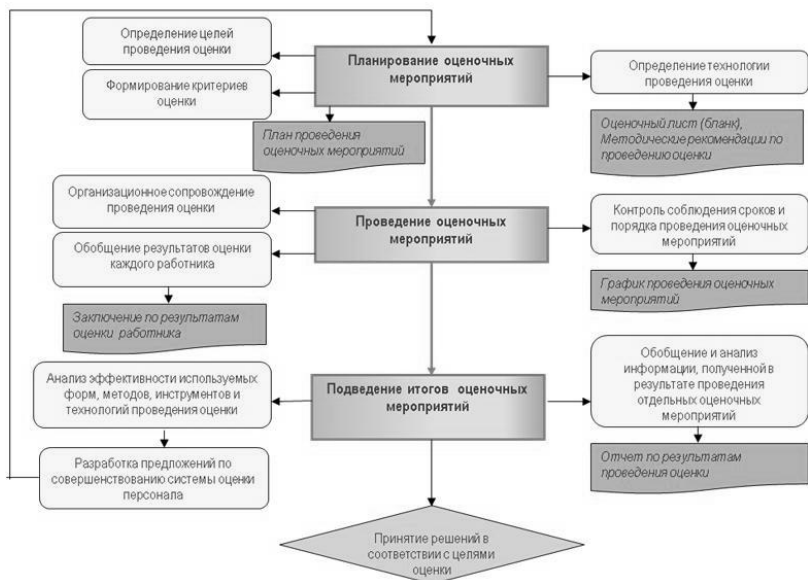 Определение целей
проведения оценки
Формирование критериев
оценки
Планирование оценочных
мероприятий
Определение технологии
проведения оценки
План проведения
оценочных мероприятий
Оценочный лист (бланк),
Методические рекомендации по
проведению оценки
Организационное сопровождение
проведения оценки
Обобщение результатов оценки
каждого работника
Проведение оценочных
мероприятий
Контроль соблюдения сроков и
порядка проведения оценочных
мероприятий
Заключение по результатам
оценки работника
График проведения оценочных
мероприятий
Анализ эффективности используемых
форм, методов, инструментов и
технологий проведения оценки
Подведение итогов оценочных
мероприятий
Обобщение и анализ
информации, полученной в
результате проведения
отдельных оценочных
мероприятий
Разработка предложений по
совершенствованию системы оценки
персонала
Отчет по результатам
проведения оценки
Принятие решений в
соответствии с целями
оценки